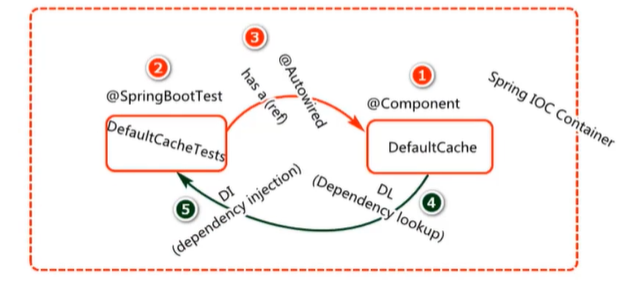 3
@Autowired
has a (ref)
2
@SpringBootTest
DefaultCacheTests
1
@Component
DefaultCache
Spring IOC Container
5
DI
(dependency injection)
DL
(Dependency lookup)
4